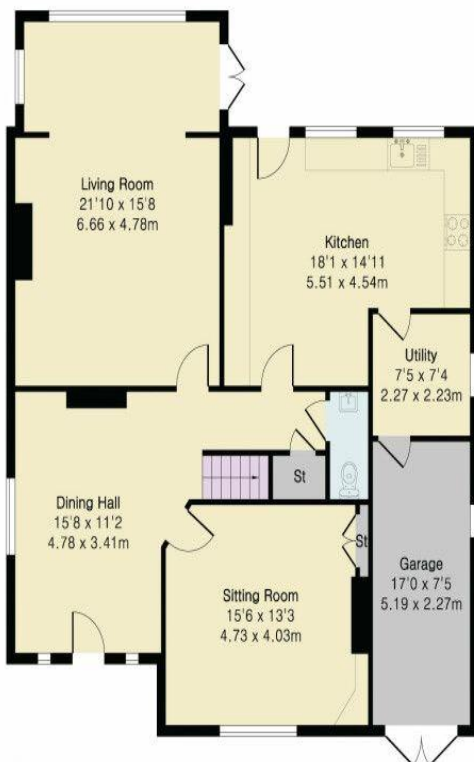 Living Room
21'10 x 15'8
6.66 x 4.78m
Kitchen
18'1 x 14'11
5.51 x 4.54m
Utility
7'5 x 7'4
2.27 x 2.23m
St
Dining Hall
15'8 x 11'2
4.78 x 3.41m
St
Sitting Room
15'6 x 13'3
4.73 x 4.03m
Garage
17'0 x 7'5
5.19 x 2.27m